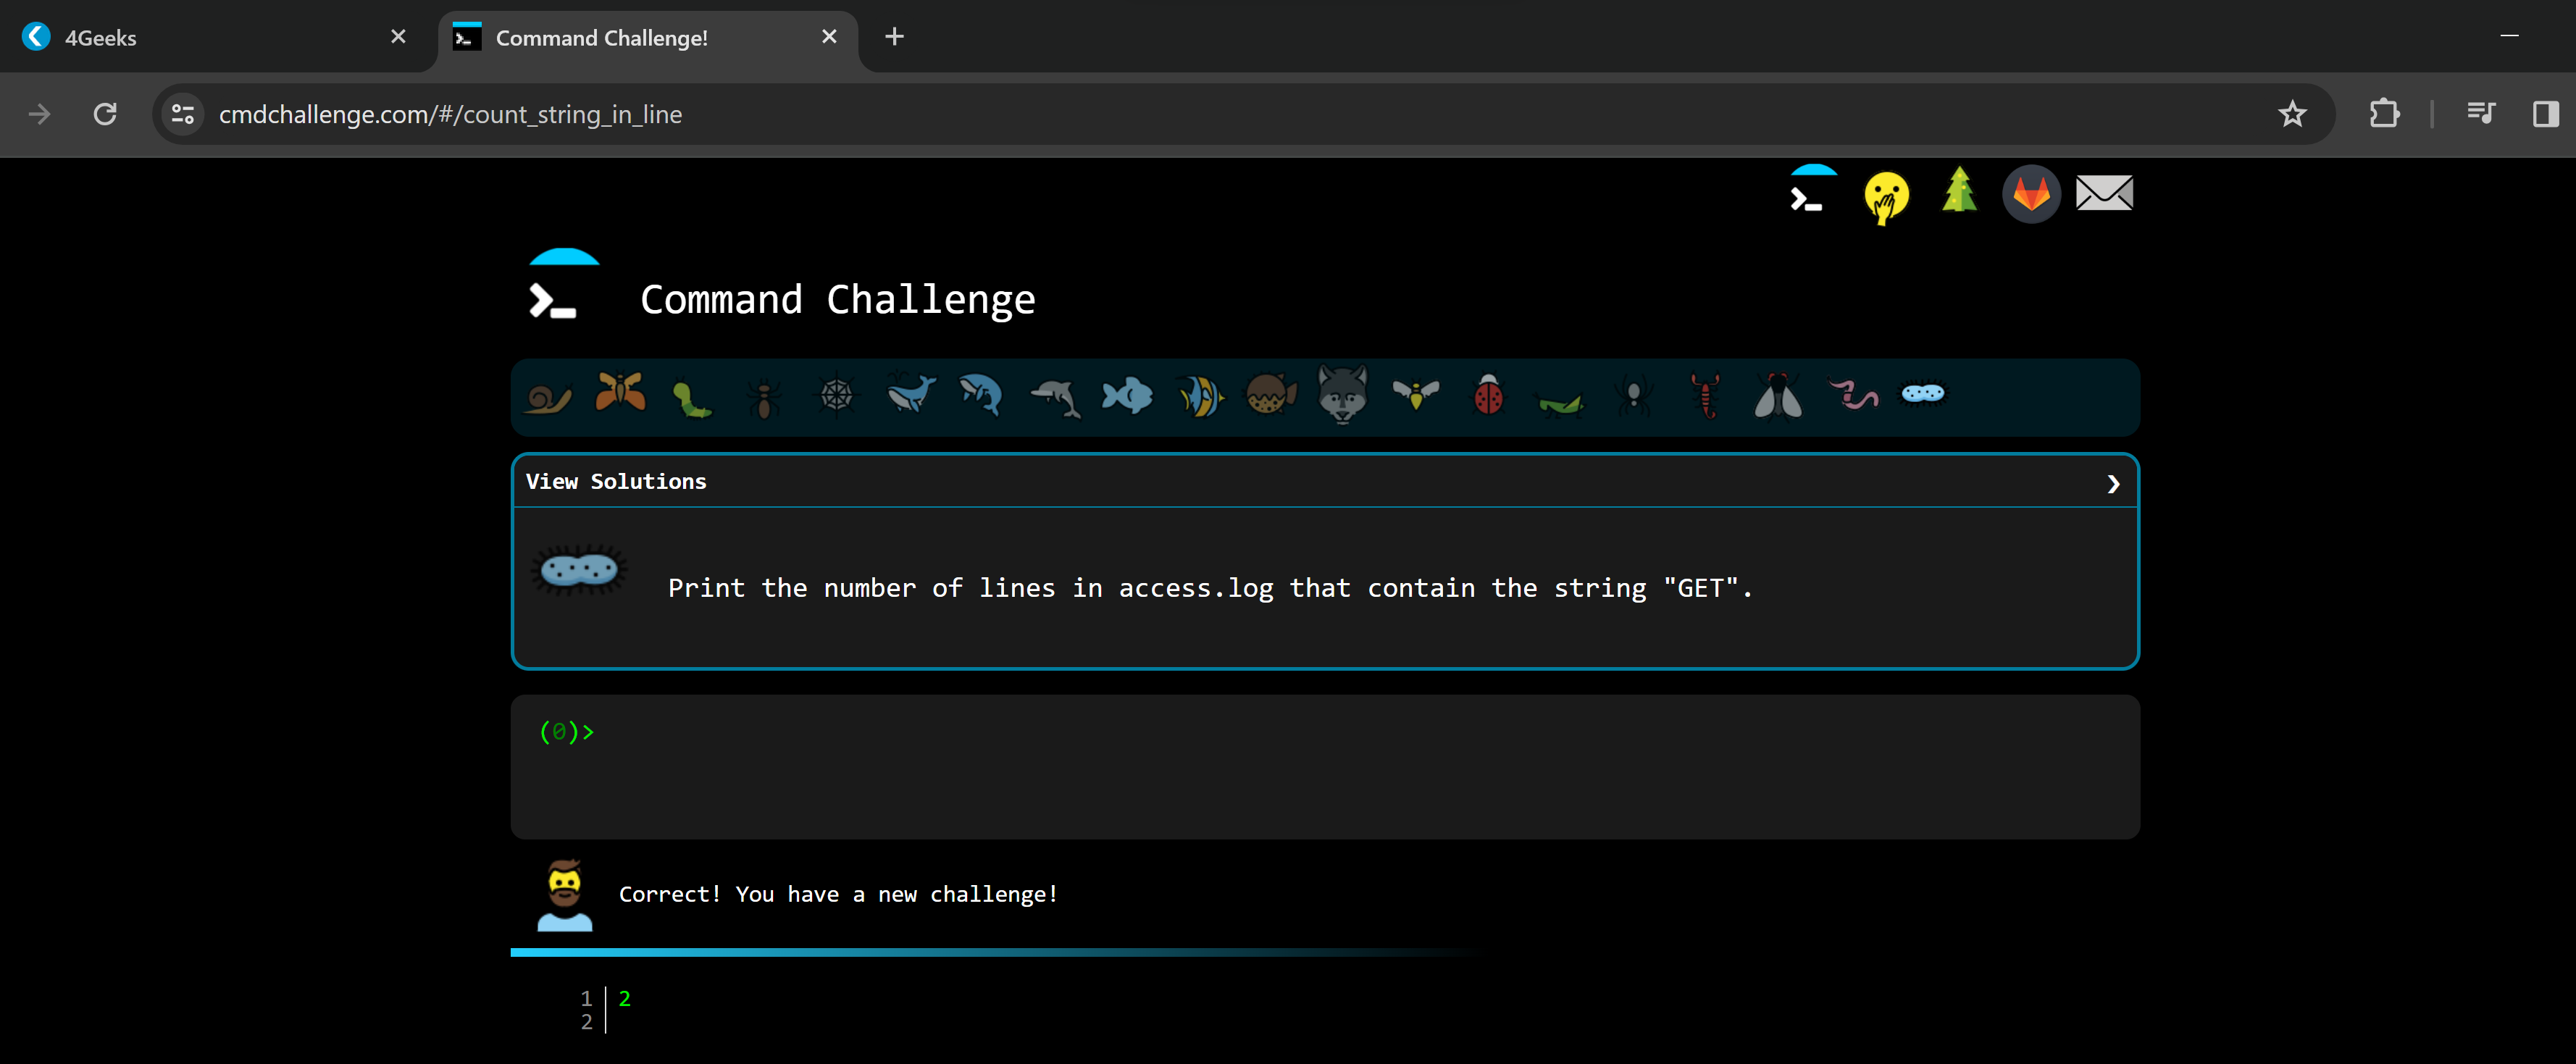 4Geeks
Command Challenge!
cmdchallenge.com/#/count_string_in_line
Command Challenge
View Solutions
Print the number of lines in access.log that contain the string "GET".
(0)>
Correct! You have a new challenge!
1 2
2